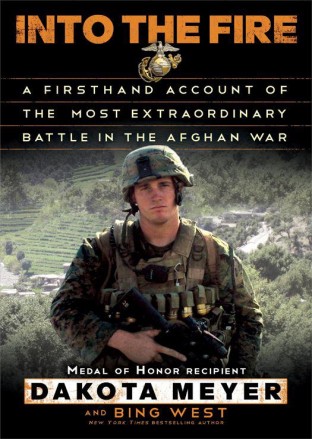 INTO THE FIRE
A FIRSTHAND ACCOUNT OF
THE MOST EXTRAORDINARY
BATTLE IN THE AFGHAN WAR
MEDAL OF HONOR RECIPIENT
DAKOTA MEYER
AND BING WEST
NEW YORK TIMES BESTSELLING AUTHOR